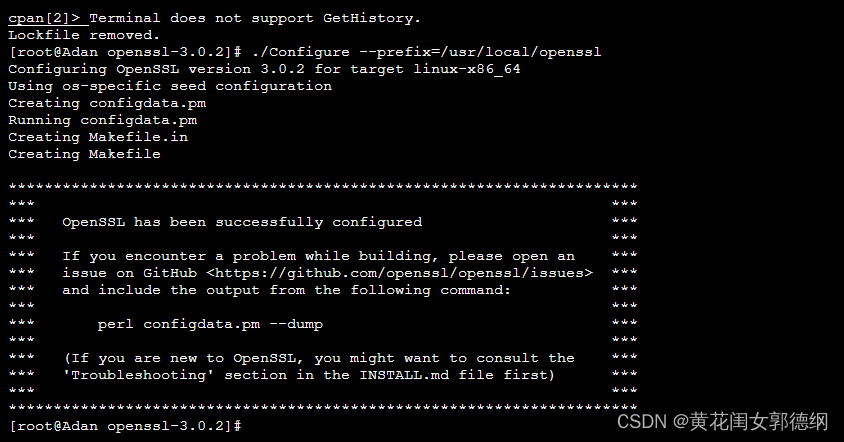 cpan[2]> Terminal does not support GetHistory.
Lockfile removed.
[root@Adan openssl-3.0.2]# ./Configure --prefix=/usr/local/openssl
Configuring OpenSSL version 3.0.2 for target linux-x86_64
Using os-specific seed configuration
Creating configdata.pm
Running configdata.pm
Creating Makefile.in
Creating Makefile
**********************************************************************
***                                                                ***
***   OpenSSL has been successfully configured                     ***
***                                                                ***
***   If you encounter a problem while building, please open an    ***
***   issue on GitHub <https://github.com/openssl/openssl/issues>  ***
***   and include the output from the following command:           ***
***                                                                ***
***       perl configdata.pm --dump                                ***
***                                                                ***
***   (If you are new to OpenSSL, you might want to consult the    ***
***   'Troubleshooting' section in the INSTALL.md file first)      ***
***                                                                ***
**********************************************************************
[root@Adan openssl-3.0.2]#
CSDN @黄花闺女郭德纲